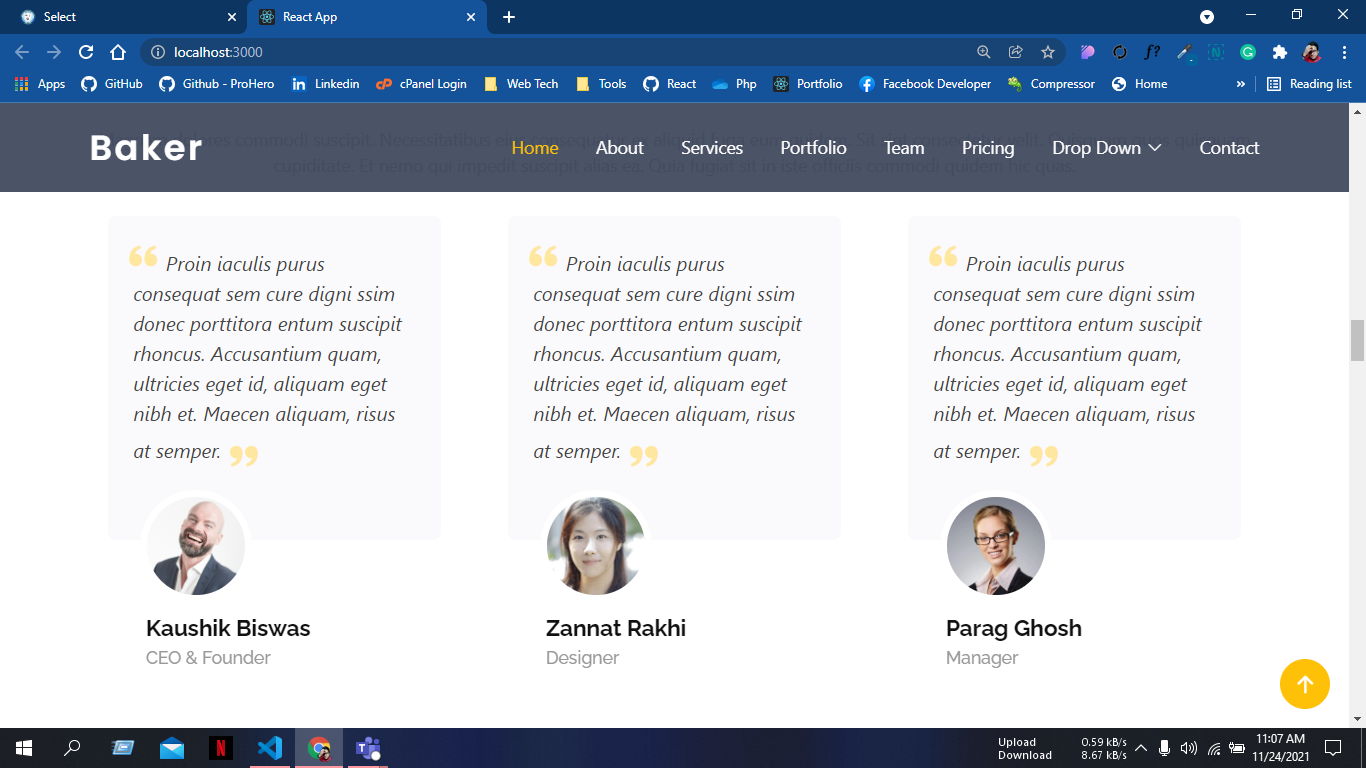 Select
React App
localhost:3000
f?
Apps
GitHub
Github - ProHero
Linkedin
cPanel Login
Web Tech
Tools
React
Php
Portfolio
Facebook Developer
Compressor
Home
»
Reading list
Baker
Home
About
Services
Portfolio
Team
Pricing
Drop Down
Contact
commodi suscipit. Necessitatibus
cupiditate. Et nemo qui impedit suscipit alias ea. Quia fugiat sit in iste officiis commodi quidem hic quas.
“ Proin iaculis purus
consequat sem cure digni ssim
donec porttitora entum suscipit
rhoncus. Accusantium quam,
ultricies eget id, aliquam eget
nibh et. Maecen aliquam, risus
at semper. ”
Kaushik Biswas
CEO & Founder
“ Proin iaculis purus
consequat sem cure digni ssim
donec porttitora entum suscipit
rhoncus. Accusantium quam,
ultricies eget id, aliquam eget
nibh et. Maecen aliquam, risus
at semper. ”
Zannat Rakhi
Designer
“ Proin iaculis purus
consequat sem cure digni ssim
donec porttitora entum suscipit
rhoncus. Accusantium quam,
ultricies eget id, aliquam eget
nibh et. Maecen aliquam, risus
at semper. ”
Parag Ghosh
Manager
Upload 0.59 kB/s
Download 8.67 kB/s
11:07 AM
11/24/2021